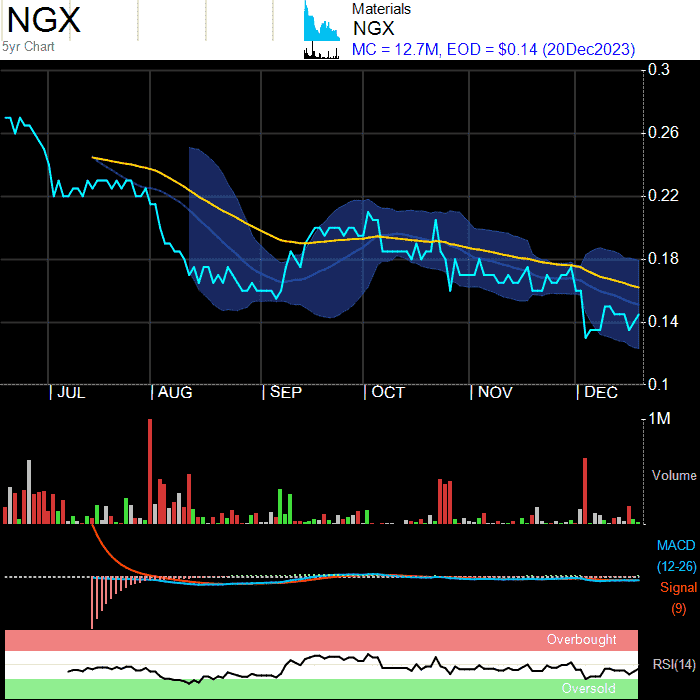 NGX
5yr Chart
Materials
NGX
MC = 12.7M, EOD = $0.14 (20Dec2023)
0.3
0.26
0.22
0.18
0.14
0.1
JUL AUG SEP OCT NOV DEC
1M
Volume
MACD
(12-26)
Signal
(9)
Overbought
RSI(14)
Oversold